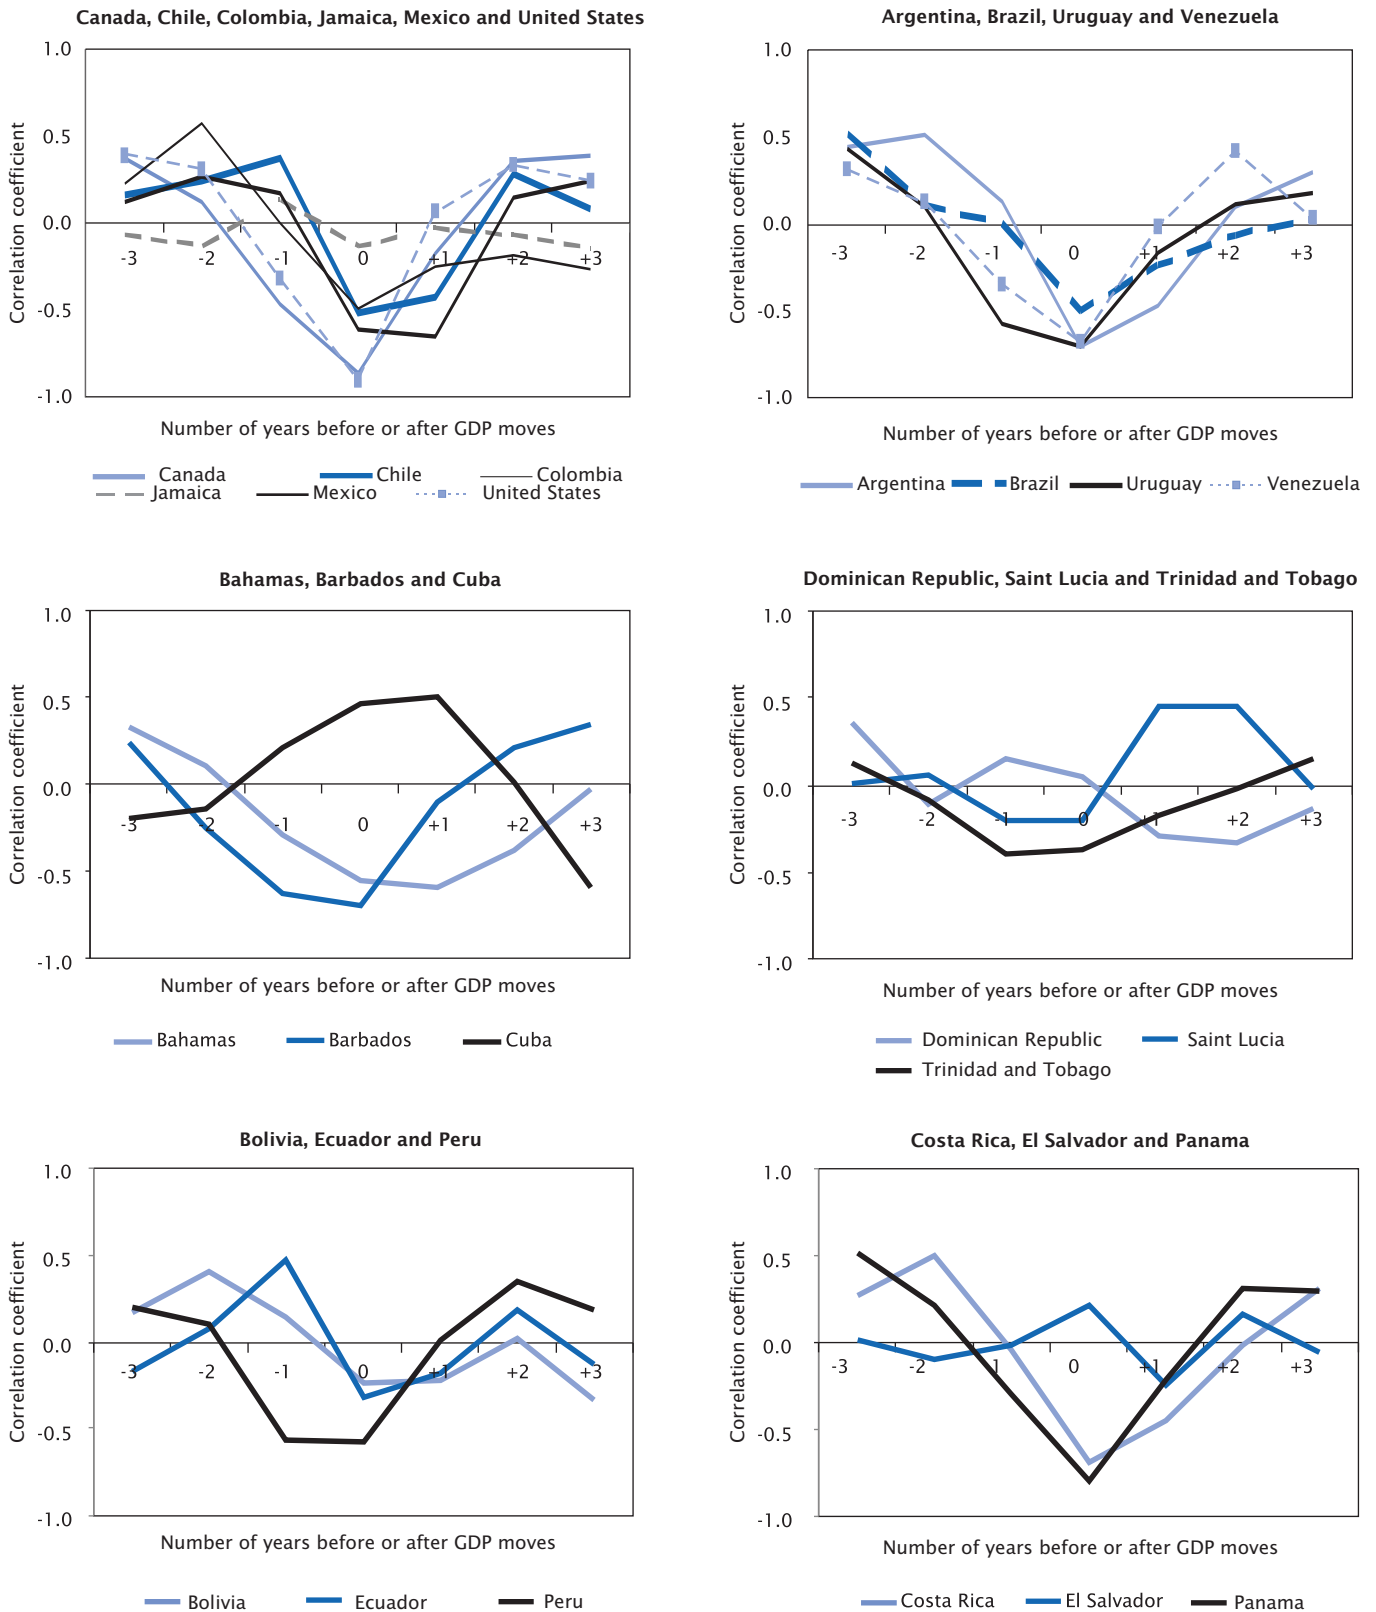 Canada, Chile, Colombia, Jamaica, Mexico and United States
1.0
0.5
0.0
-0.5
-1.0
Correlation coefficient
-3 -2 -1 0 +1 +2 +3
Number of years before or after GDP moves
Canada Chile Colombia
Jamaica Mexico United States
Argentina, Brazil, Uruguay and Venezuela
1.0
0.5
0.0
-0.5
-1.0
Correlation coefficient
-3 -2 -1 0 +1 +2 +3
Number of years before or after GDP moves
Argentina Brazil Uruguay Venezuela
Bahamas, Barbados and Cuba
1.0
0.5
0.0
-0.5
-1.0
Correlation coefficient
-3 -2 -1 0 +1 +2 +3
Number of years before or after GDP moves
Bahamas Barbados Cuba
Dominican Republic, Saint Lucia and Trinidad and Tobago
1.0
0.5
0.0
-0.5
-1.0
Correlation coefficient
-3 -2 -1 0 +1 +2 +3
Number of years before or after GDP moves
Dominican Republic Saint Lucia
Trinidad and Tobago
Bolivia, Ecuador and Peru
1.0
0.5
0.0
-0.5
-1.0
Correlation coefficient
-3 -2 -1 0 +1 +2 +3
Number of years before or after GDP moves
Bolivia Ecuador Peru
Costa Rica, El Salvador and Panama
1.0
0.5
0.0
-0.5
-1.0
Correlation coefficient
-3 -2 -1 0 +1 +2 +3
Number of years before or after GDP moves
Costa Rica El Salvador Panama